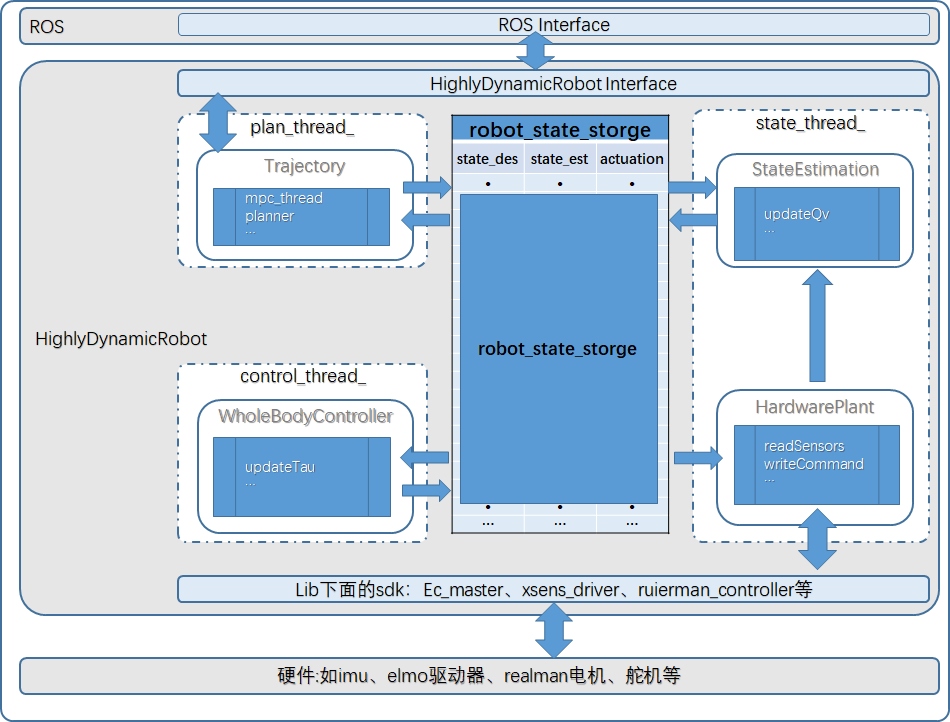 ROS
ROS Interface
HighlyDynamicRobot Interface
plan_thread_
Trajectory
mpc_thread
planner
...
robot_state_storge
state_des state_est actuation
• • •
robot_state_storge
• • •
... ... ...
state_thread_
StateEstimation
updateQv
...
HighlyDynamicRobot
control_thread_
WholeBodyController
updateTau
...
HardwarePlant
readSensors
writeCommand
...
Lib下面的sdk：Ec_master、xsens_driver、ruierman_controller等
硬件:如imu、elmo驱动器、realman电机、舵机等